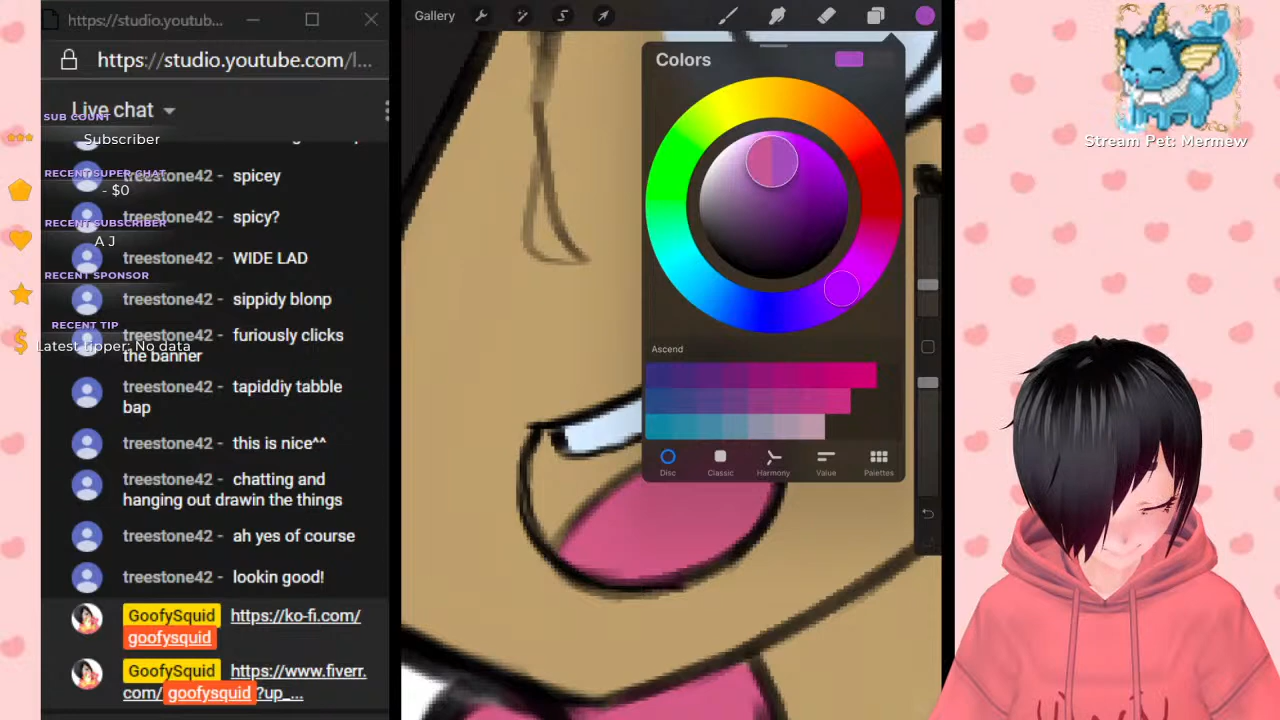 https://studio.youtub...
https://studio.youtube.com/l...
Live chat
SUB COUNT
Subscriber
RECENT SUPER CHAT
- $0
RECENT SUBSCRIBER
A J
RECENT SPONSOR
RECENT TIP
Latest tipper: No data
treestone42 - spicey
treestone42 - spicy?
treestone42 - WIDE LAD
treestone42 - sippidy blonp
treestone42 - furiously clicks
the banner
treestone42 - tapiddiy tabble
bap
treestone42 - this is nice^^
treestone42 - chatting and
hanging out drawin the things
treestone42 - ah yes of course
treestone42 - lookin good!
GoofySquid https://ko-fi.com/
goofysquid
GoofySquid https://www.fiverr.
com/goofysquid?up_...
Gallery
Colors
Ascend
Disc
Classic
Harmony
Value
Palettes
Stream Pet: Mermew